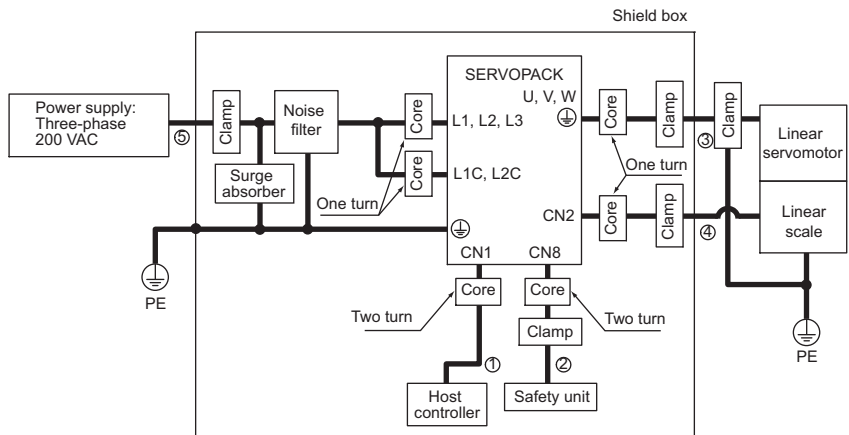 Shield box
SERVOPACK
U, V, W
Power supply:
Three-phase
200 VAC
⑤
Clamp
Noise
filter
Core
L1, L2, L3
Core
Clamp
Clamp
③
Linear
servomotor
Surge
absorber
Core
L1C, L2C
One turn
One turn
CN2
Core
Clamp
④
Linear
scale
PE
CN1
CN8
Core
Core
Two turn
Two turn
Clamp
PE
①
②
Host
controller
Safety unit